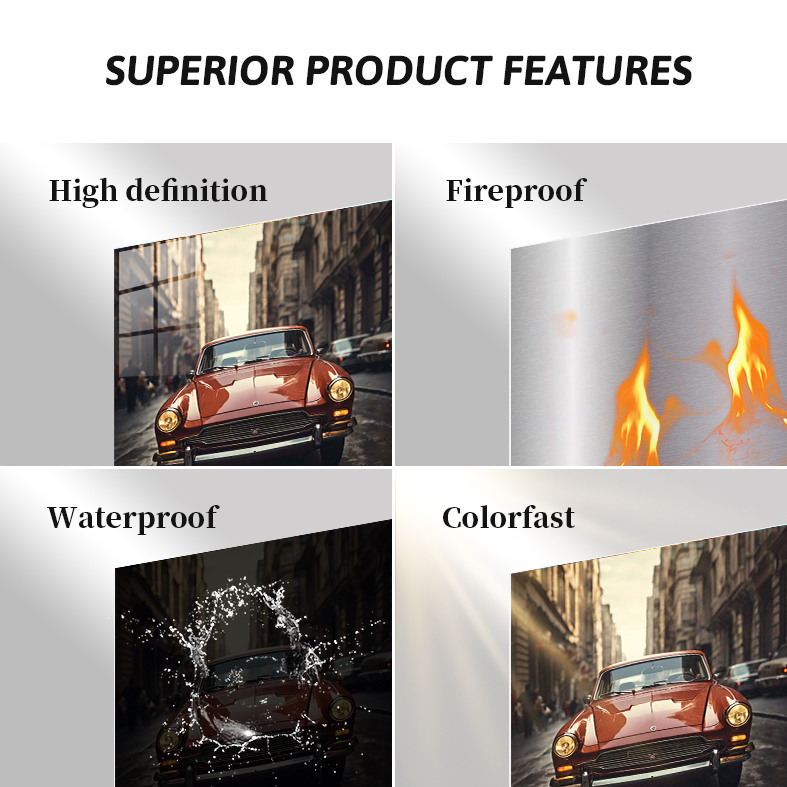 SUPERIOR PRODUCT FEATURES
High definition
Fireproof
Waterproof
Colorfast